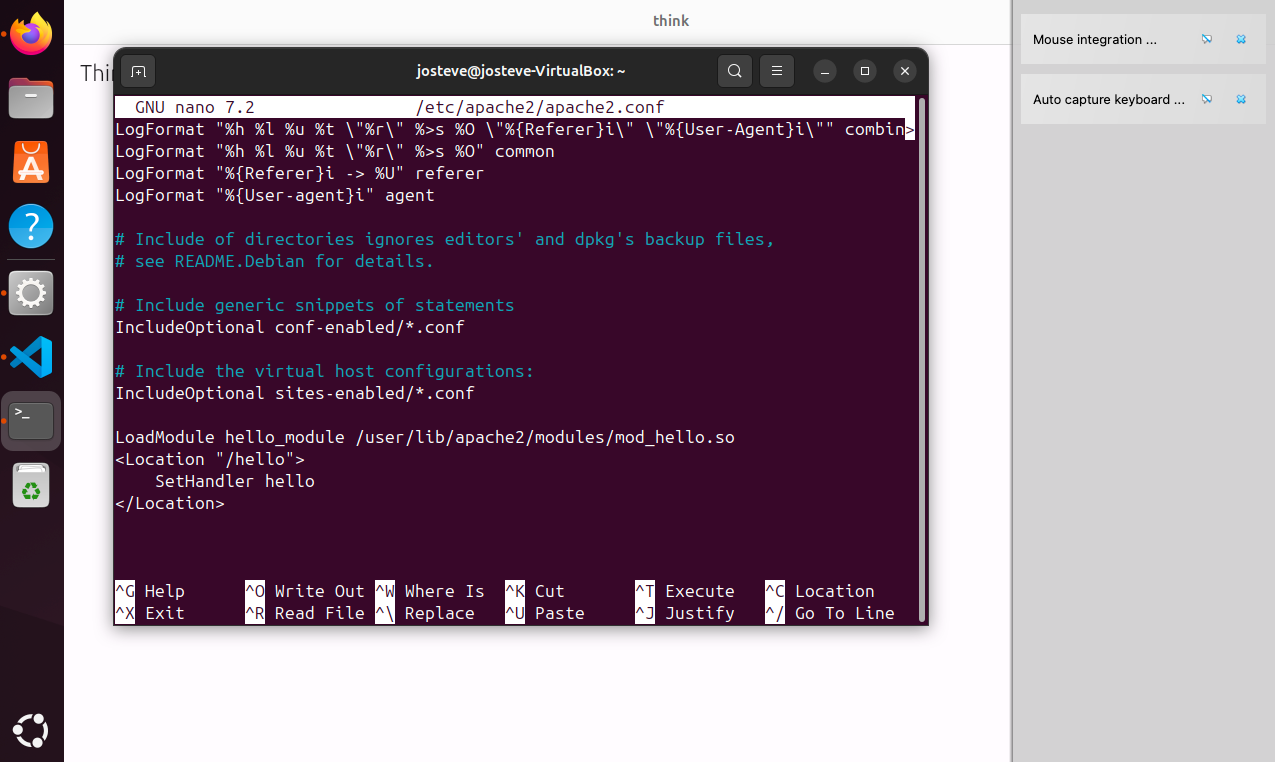 think
Thi
josteve@josteve-VirtualBox: ~
GNU nano 7.2 /etc/apache2/apache2.conf
LogFormat "%h %l %u %t \"%r\" %>s %O \"%{Referer}i\" \"%{User-Agent}i\"" combin>
LogFormat "%h %l %u %t \"%r\" %>s %O" common
LogFormat "%{Referer}i -> %U" referer
LogFormat "%{User-agent}i" agent
# Include of directories ignores editors' and dpkg's backup files,
# see README.Debian for details.
# Include generic snippets of statements
IncludeOptional conf-enabled/*.conf
# Include the virtual host configurations:
IncludeOptional sites-enabled/*.conf
LoadModule hello_module /user/lib/apache2/modules/mod_hello.so
<Location "/hello">
    SetHandler hello
</Location>
^G Help ^O Write Out ^W Where Is ^K Cut ^T Execute ^C Location
^X Exit ^R Read File ^\ Replace ^U Paste ^J Justify ^/ Go To Line
Mouse integration ...
Auto capture keyboard ...